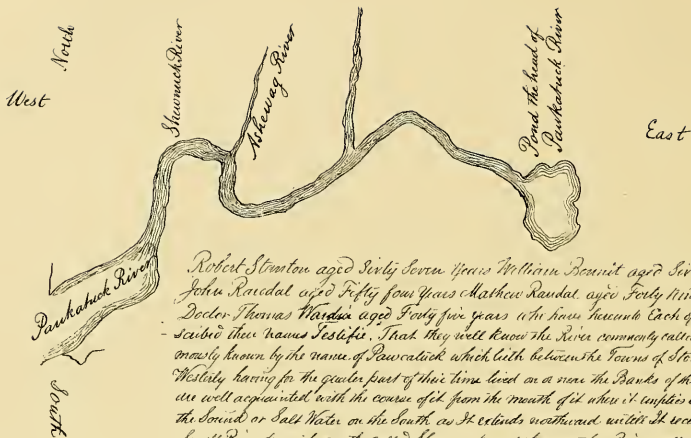 North
West
Shewnuck River
Ashewag River
Pond the head of
Paukatuck River
East
Paukatuck River
South
Robert Stanton aged Sixty Seven Years William Bennit aged Six
John Randal aged Fifty four Years Mathew Randal aged Forty Nin
Doctor Thomas aged Forty five years who have hereunto Each of
-scribed their names Testifie. That they well know the River commonly calle
monly known by the name of Pawcatuck which lieth between the Towns of Sto
Westerly having for the greater part of their time lived on a near the Banks of th
are well acquainted with the course of it from the mouth of it where it empties
the Sound or Salt Water on the South as It extends northward untill It